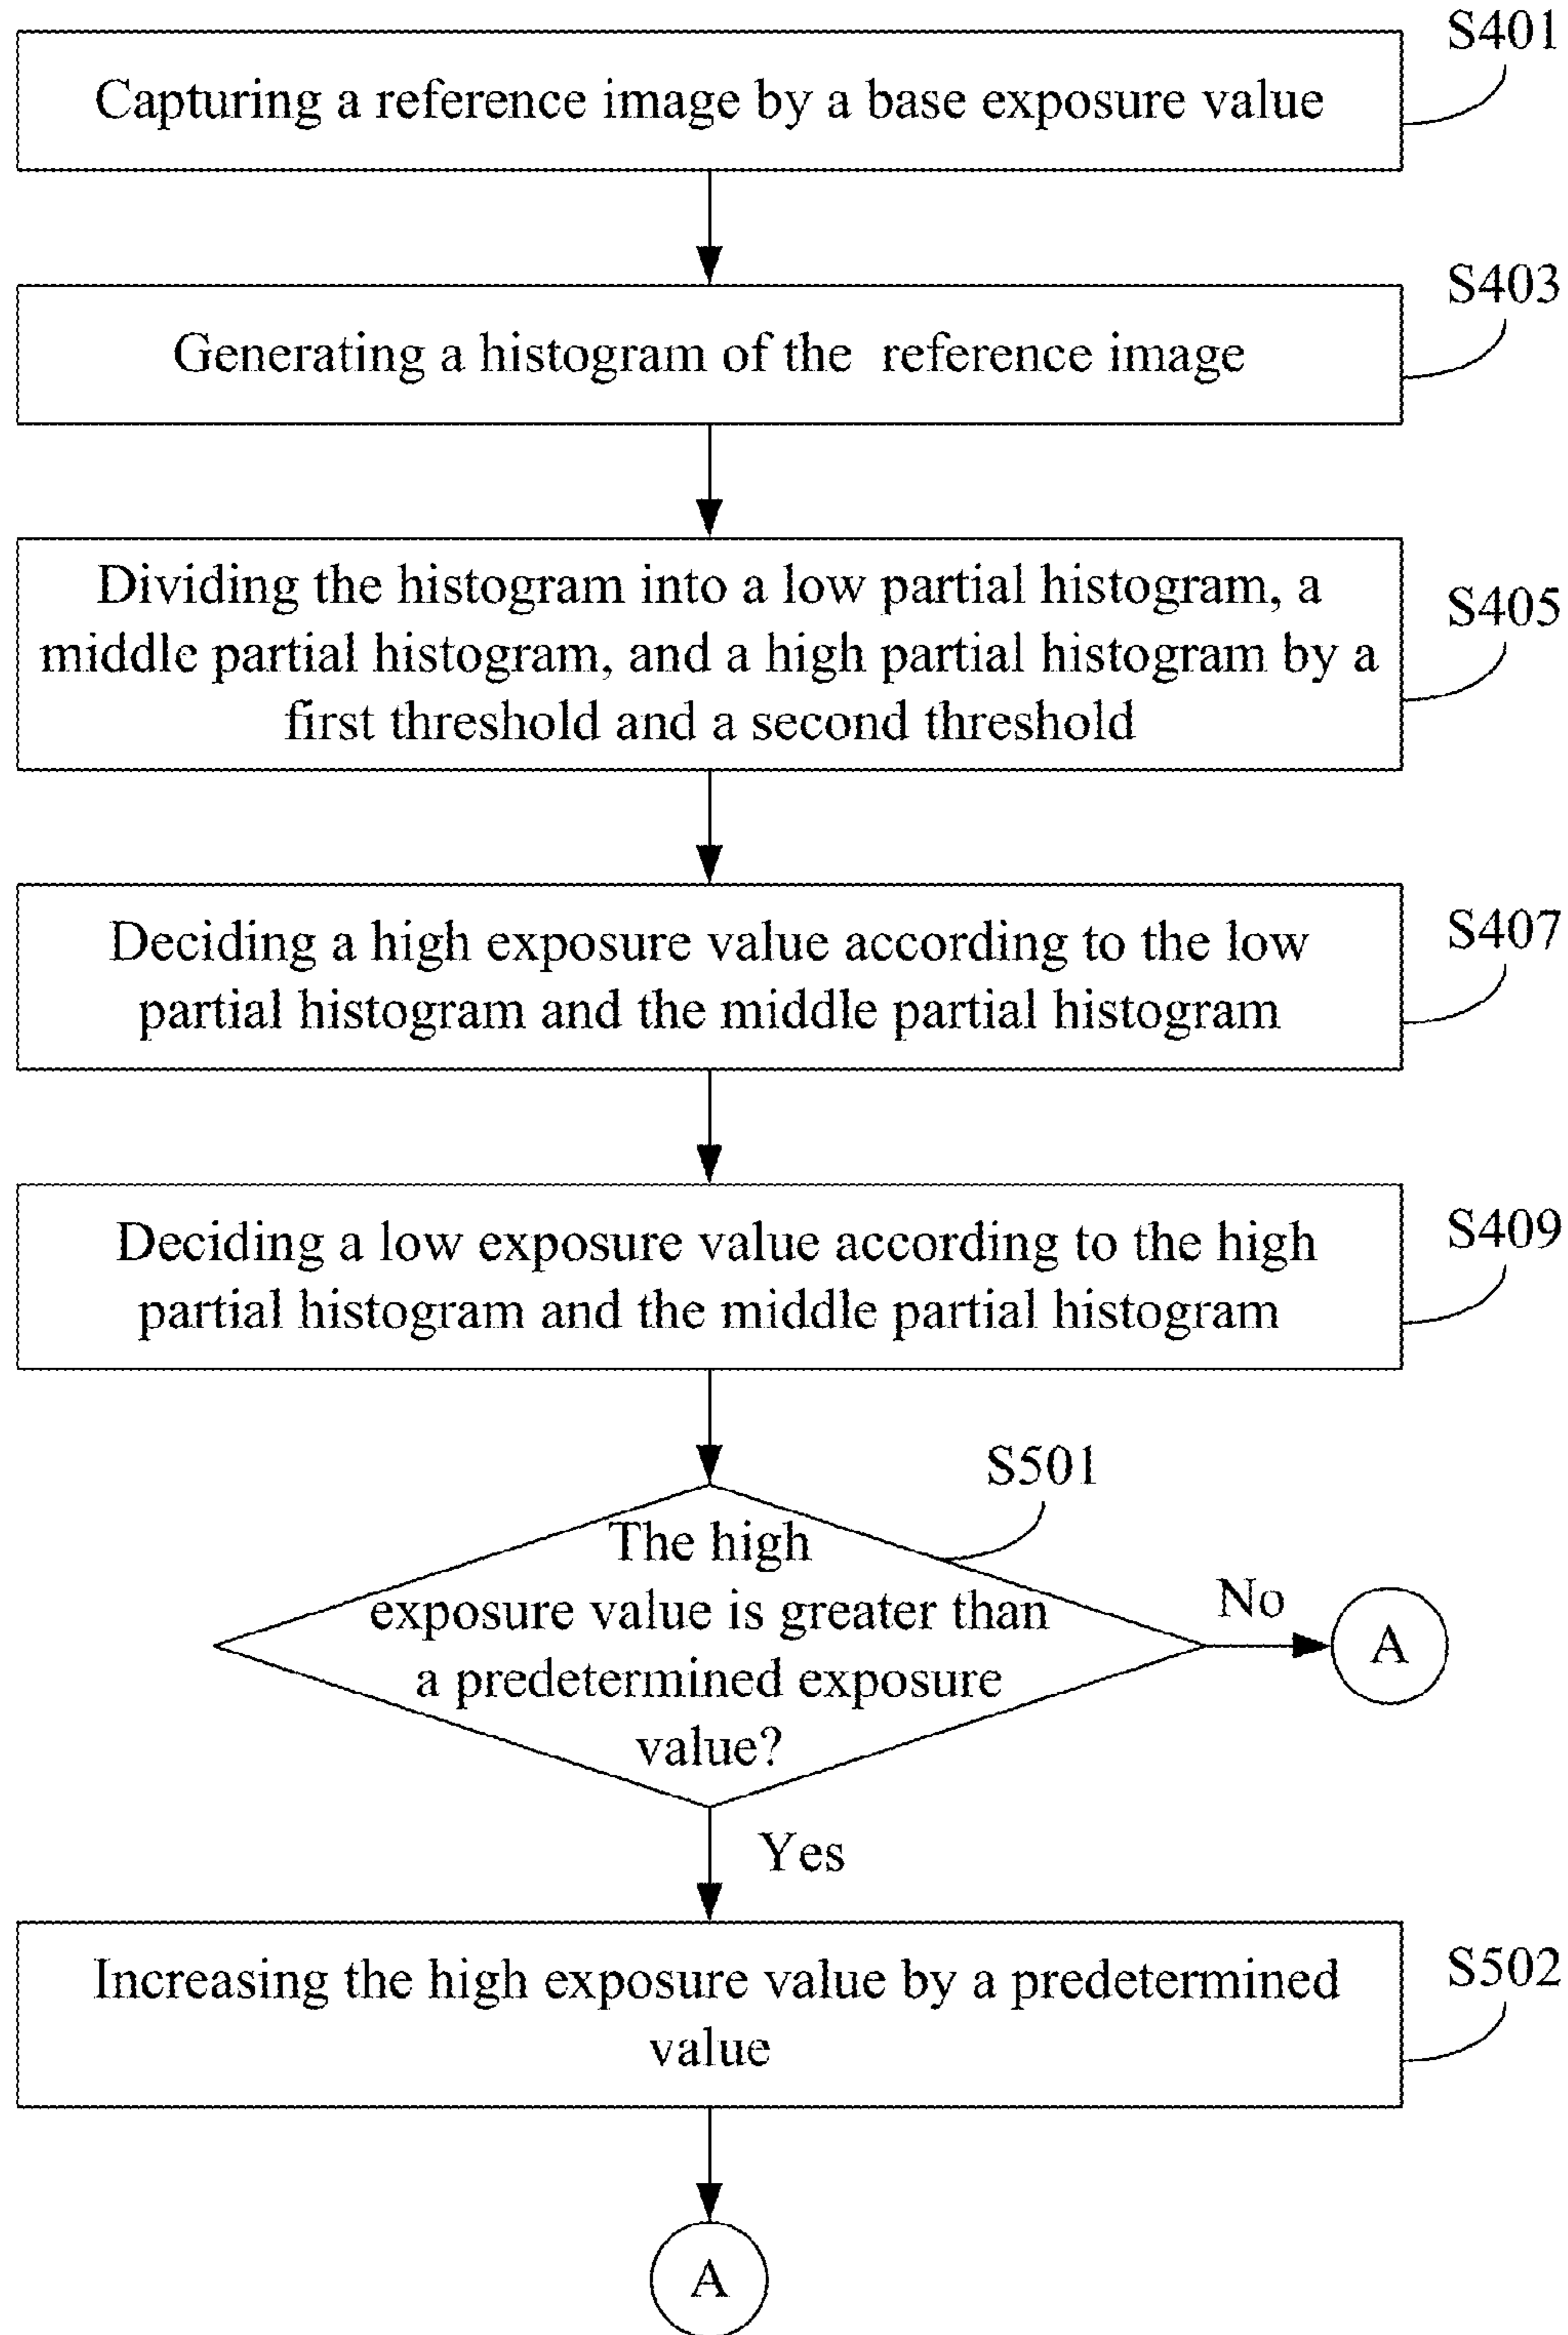 S401
Capturing a reference image by a base exposure value
S403
Generating a histogram of the reference image
Dividing the histogram into a low partial histogram, a
middle partial histogram, and a high partial histogram by a
first threshold and a second threshold
S405
Deciding a high exposure value according to the low
partial histogram and the middle partial histogram
S407
Deciding a low exposure value according to the high
partial histogram and the middle partial histogram
S409
S501
The high
exposure value is greater than
a predetermined exposure
value?
No
A
Yes
Increasing the high exposure value by a predetermined
value
S502
A